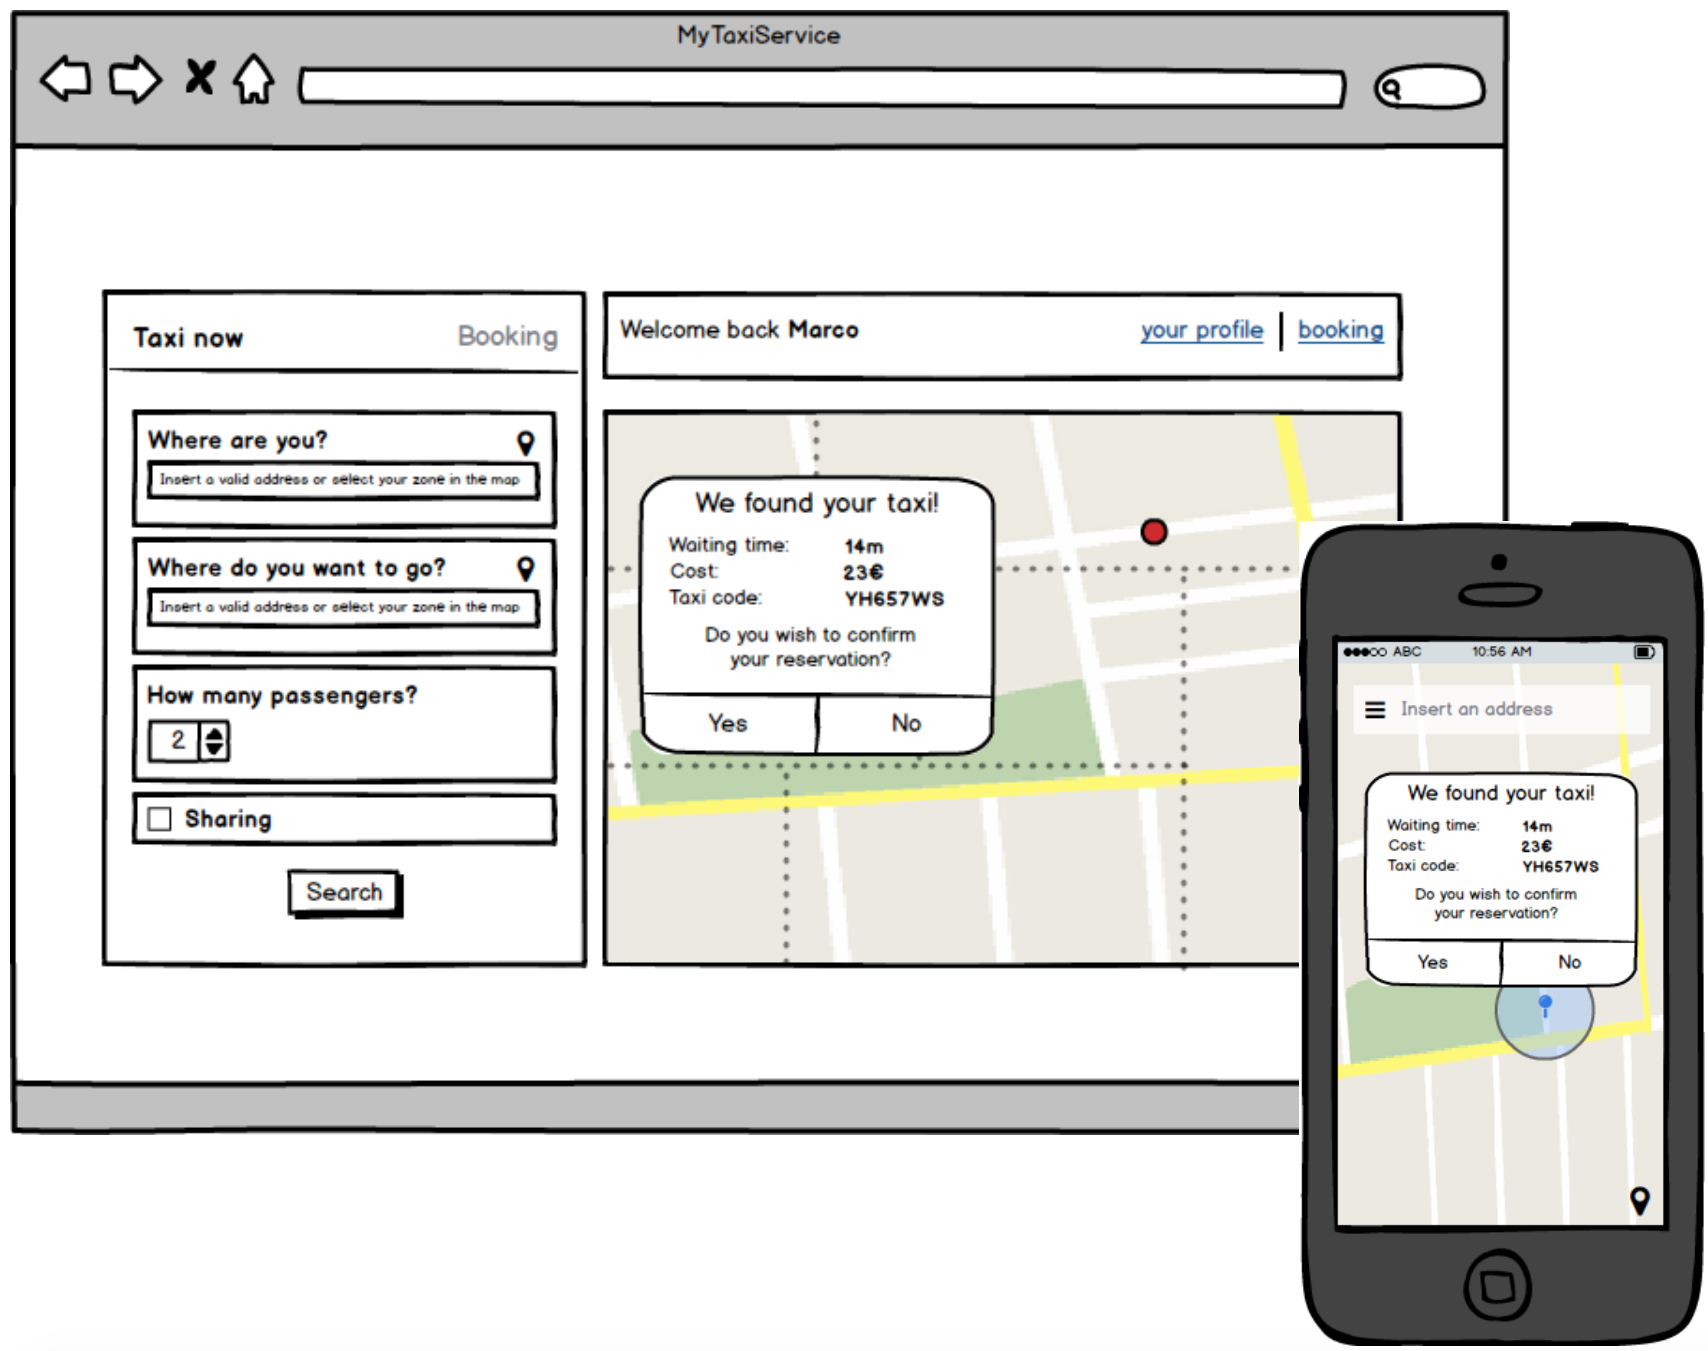 MyTaxiService
Taxi now
Booking
Where are you?
Insert a valid address or select your zone in the map
Where do you want to go?
Insert a valid address or select your zone in the map
How many passengers?
2
Sharing
Search
Welcome back Marco
your profile
booking
We found your taxi!
Waiting time: 14m
Cost: 23€
Taxi code: YH657WS
Do you wish to confirm
your reservation?
Yes
No
ABC
10:56 AM
Insert an address
We found your taxi!
Waiting time: 14m
Cost: 23€
Taxi code: YH657WS
Do you wish to confirm
your reservation?
Yes
No